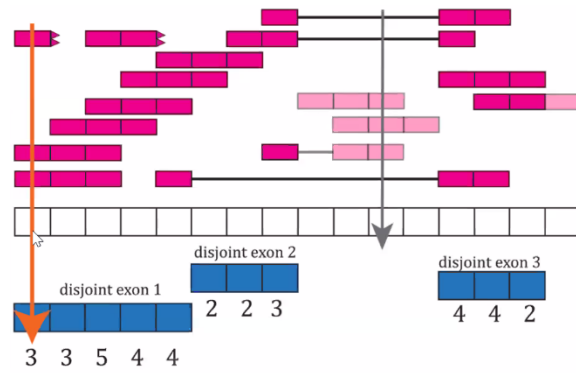 disjoint exon 2
disjoint exon 3
disjoint exon 1
2 2 3
4 4 2
3 3 5 4 4